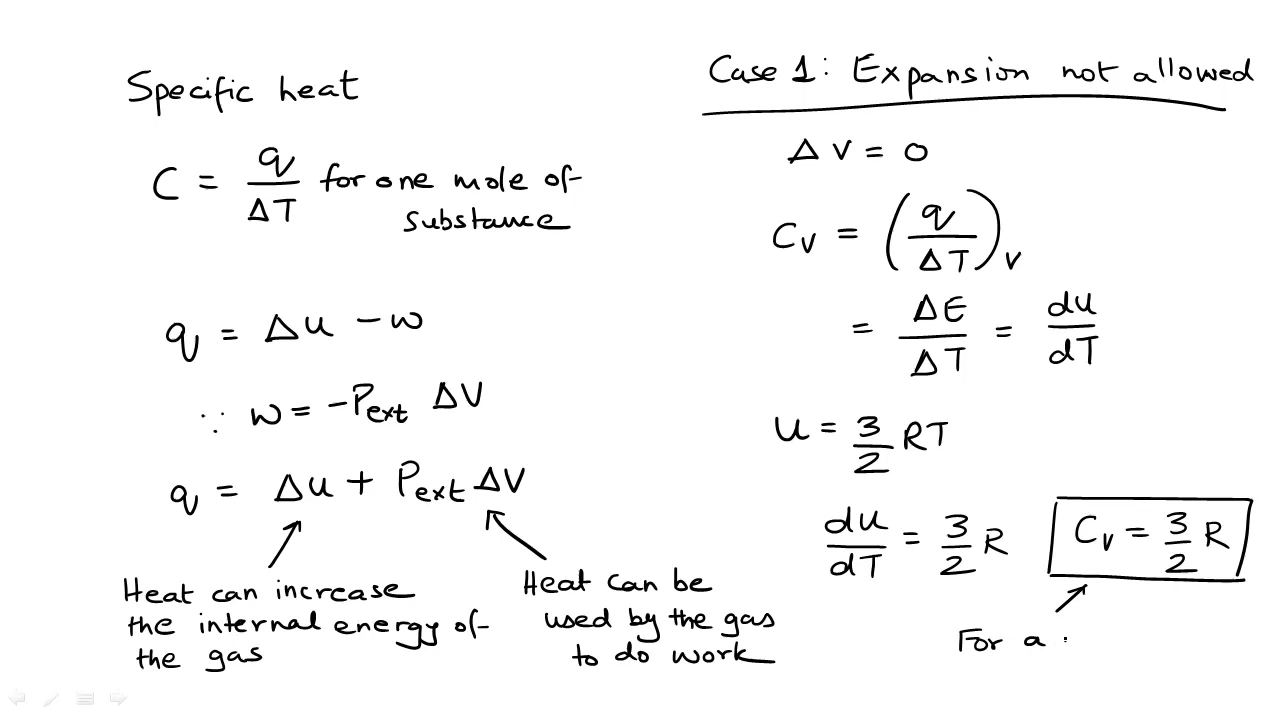 Specific heat
C = q/ΔT for one mole of
substance
q = Δu - w
∵ w = -Pext ΔV
q = Δu + Pext ΔV
Heat can increase
the internal energy of
the gas
Heat can be
used by the gas
to do work
Case 1: Expansion not allowed
ΔV = 0
Cv = (q/ΔT)v
= ΔE/ΔT = du/dT
u = 3/2 RT
du/dT = 3/2 R
Cv = 3/2 R
For a